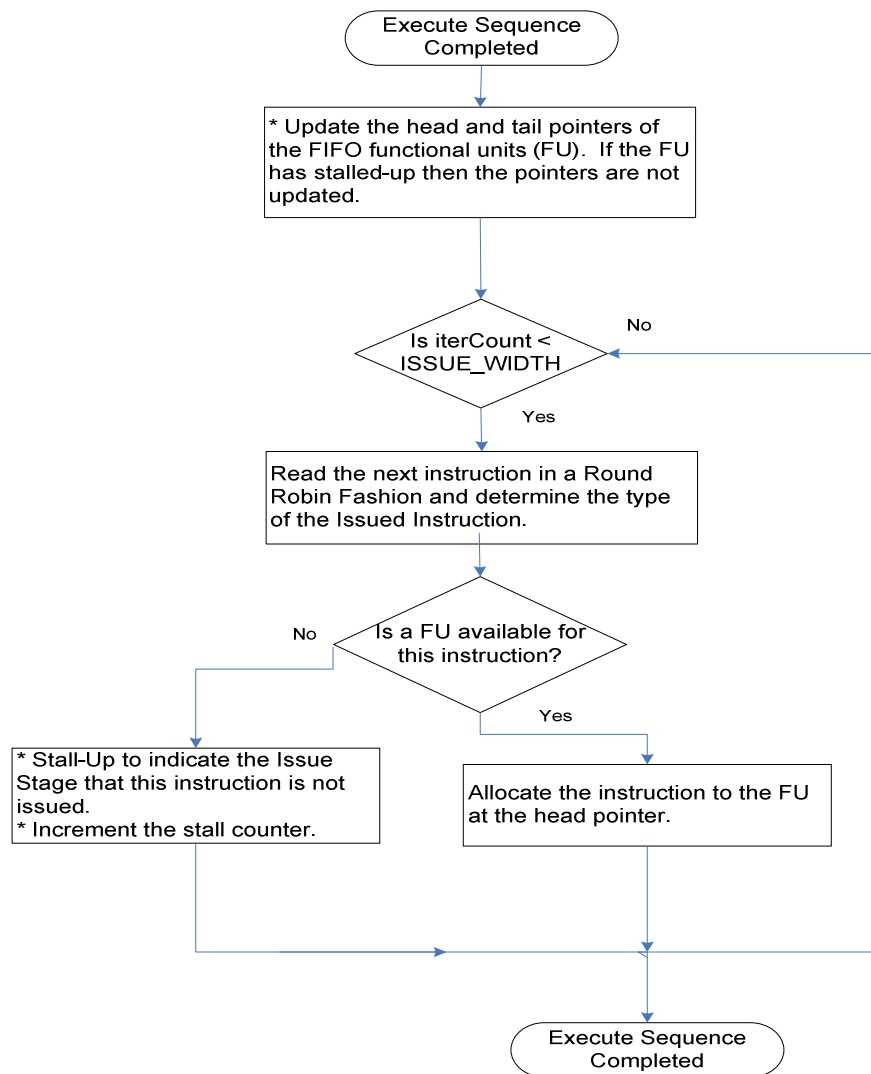 Execute Sequence
Completed
* Update the head and tail pointers of
the FIFO functional units (FU).  If the FU
has stalled-up then the pointers are not
updated.
Is iterCount <
ISSUE_WIDTH
No
Yes
Read the next instruction in a Round
Robin Fashion and determine the type
of the Issued Instruction.
Is a FU available for
this instruction?
No
Yes
* Stall-Up to indicate the Issue
Stage that this instruction is not
issued.
* Increment the stall counter.
Allocate the instruction to the FU
at the head pointer.
Execute Sequence
Completed